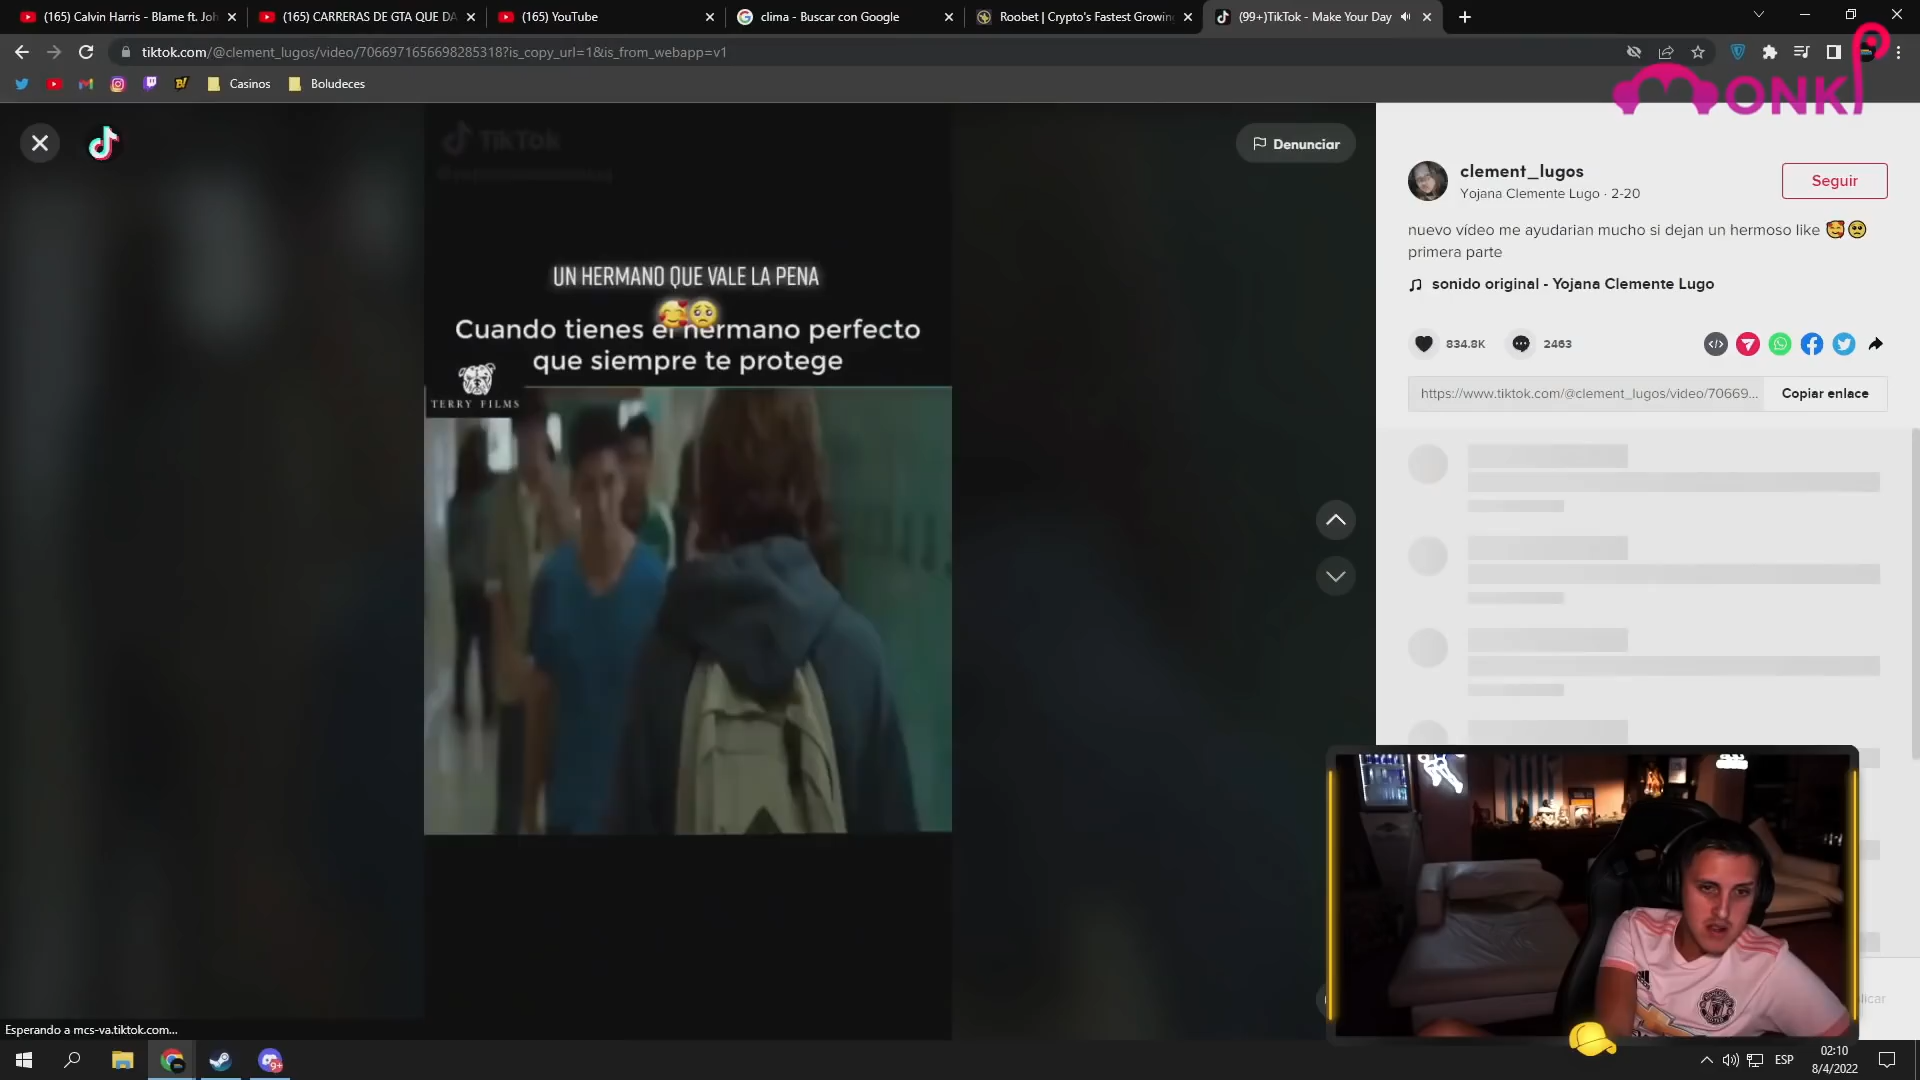 (165) Calvin Harris - Blame ft. Joh
(165) CARRERAS DE GTA QUE DA
(165) YouTube
clima - Buscar con Google
Roobet | Crypto's Fastest Growing
(99+)TikTok - Make Your Day
tiktok.com/@clement_lugos/video/7066971656698285318?is_copy_url=1&is_from_webapp=v1
Casinos
Boludeces
MONKP
TikTok
Denunciar
UN HERMANO QUE VALE LA PENA
Cuando tienes el hermano perfecto
que siempre te protege
TERRY FILMS
clement_lugos
Yojana Clemente Lugo · 2-20
Seguir
nuevo vídeo me ayudarian mucho si dejan un hermoso like 🥰🥺
primera parte
sonido original - Yojana Clemente Lugo
834.8K
2463
https://www.tiktok.com/@clement_lugos/video/70669...
Copiar enlace
Esperando a mcs-va.tiktok.com...
9+
ESP
02:10
8/4/2022